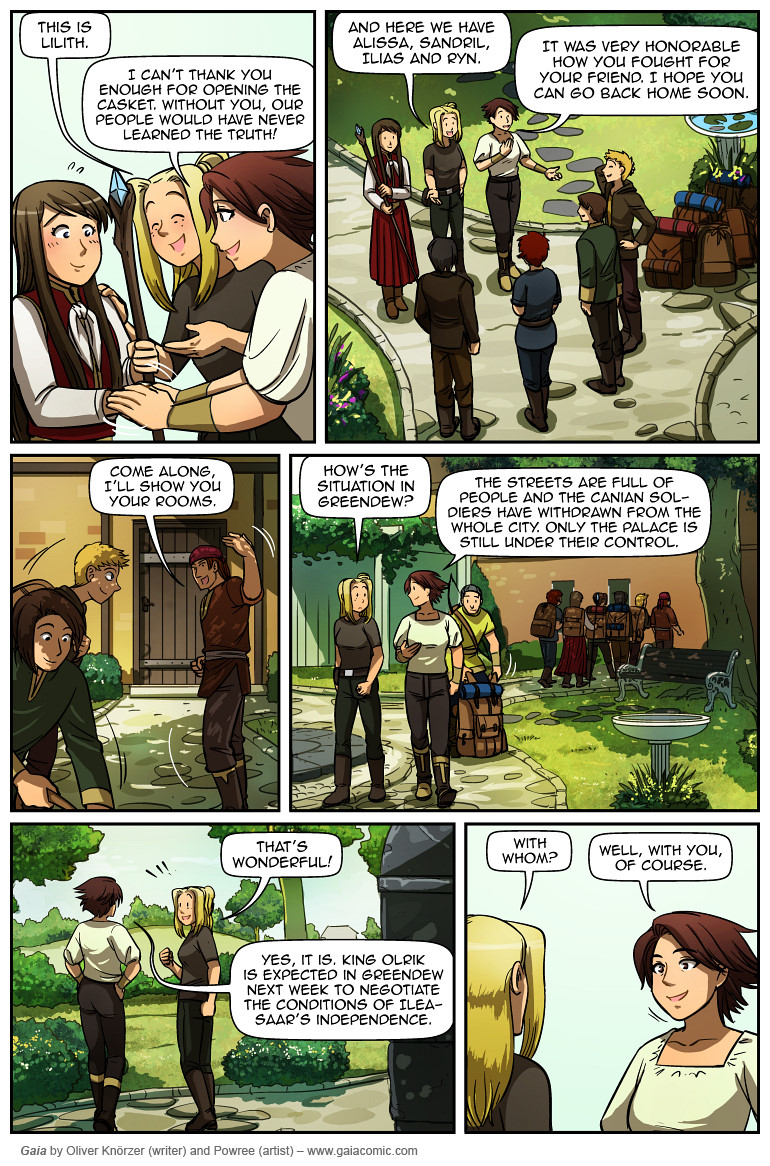 THIS IS
LILITH.
I CAN'T THANK YOU
ENOUGH FOR OPENING THE
CASKET. WITHOUT YOU, OUR
PEOPLE WOULD HAVE NEVER
LEARNED THE TRUTH!
AND HERE WE HAVE
ALISSA, SANDRIL,
ILIAS AND RYN.
IT WAS VERY HONORABLE
HOW YOU FOUGHT FOR
YOUR FRIEND. I HOPE YOU
CAN GO BACK HOME SOON.
COME ALONG,
I'LL SHOW YOU
YOUR ROOMS.
HOW'S THE
SITUATION IN
GREENDEW?
THE STREETS ARE FULL OF
PEOPLE AND THE CANIAN SOL-
DIERS HAVE WITHDRAWN FROM THE
WHOLE CITY. ONLY THE PALACE IS
STILL UNDER THEIR CONTROL.
THAT'S
WONDERFUL!
YES, IT IS. KING OLRIK
IS EXPECTED IN GREENDEW
NEXT WEEK TO NEGOTIATE
THE CONDITIONS OF ILEA-
SAAR'S INDEPENDENCE.
WITH
WHOM?
WELL, WITH YOU,
OF COURSE.
Gaia by Oliver Knörzer (writer) and Powree (artist) – www.gaiacomic.com